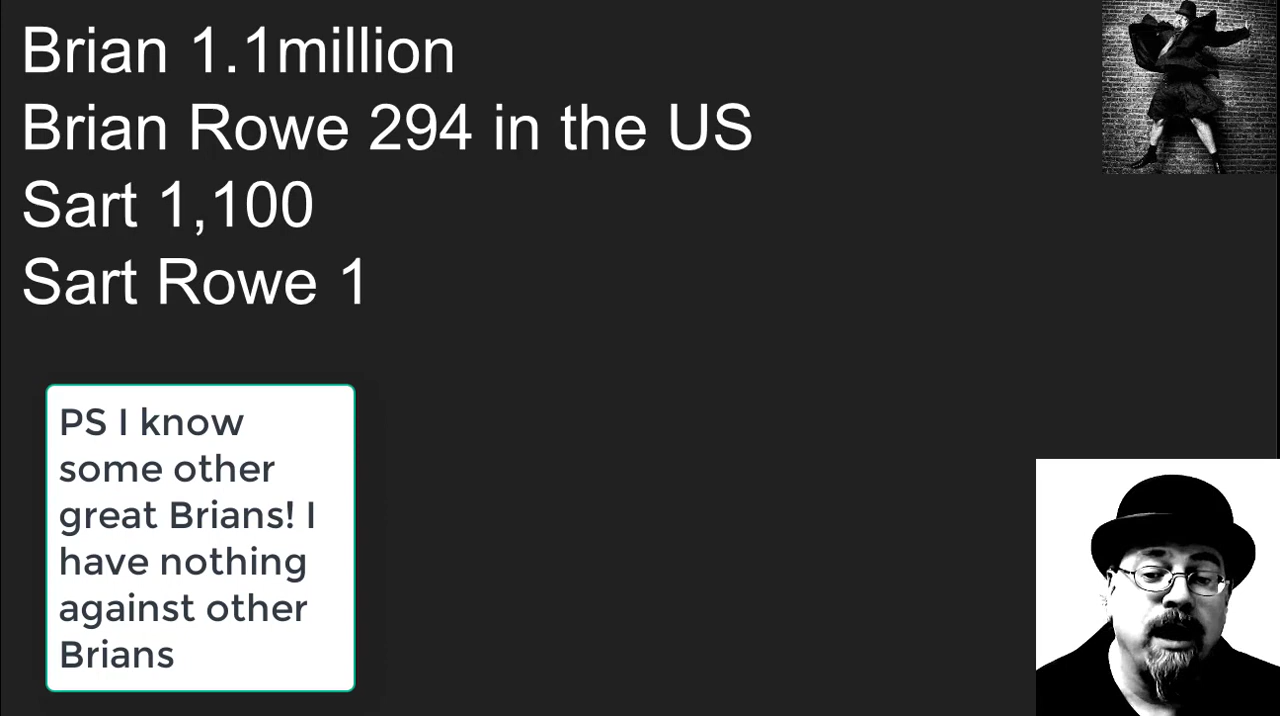 Brian 1.1million
Brian Rowe 294 in the US
Sart 1,100
Sart Rowe 1
PS I know
some other
great Brians! I
have nothing
against other
Brians